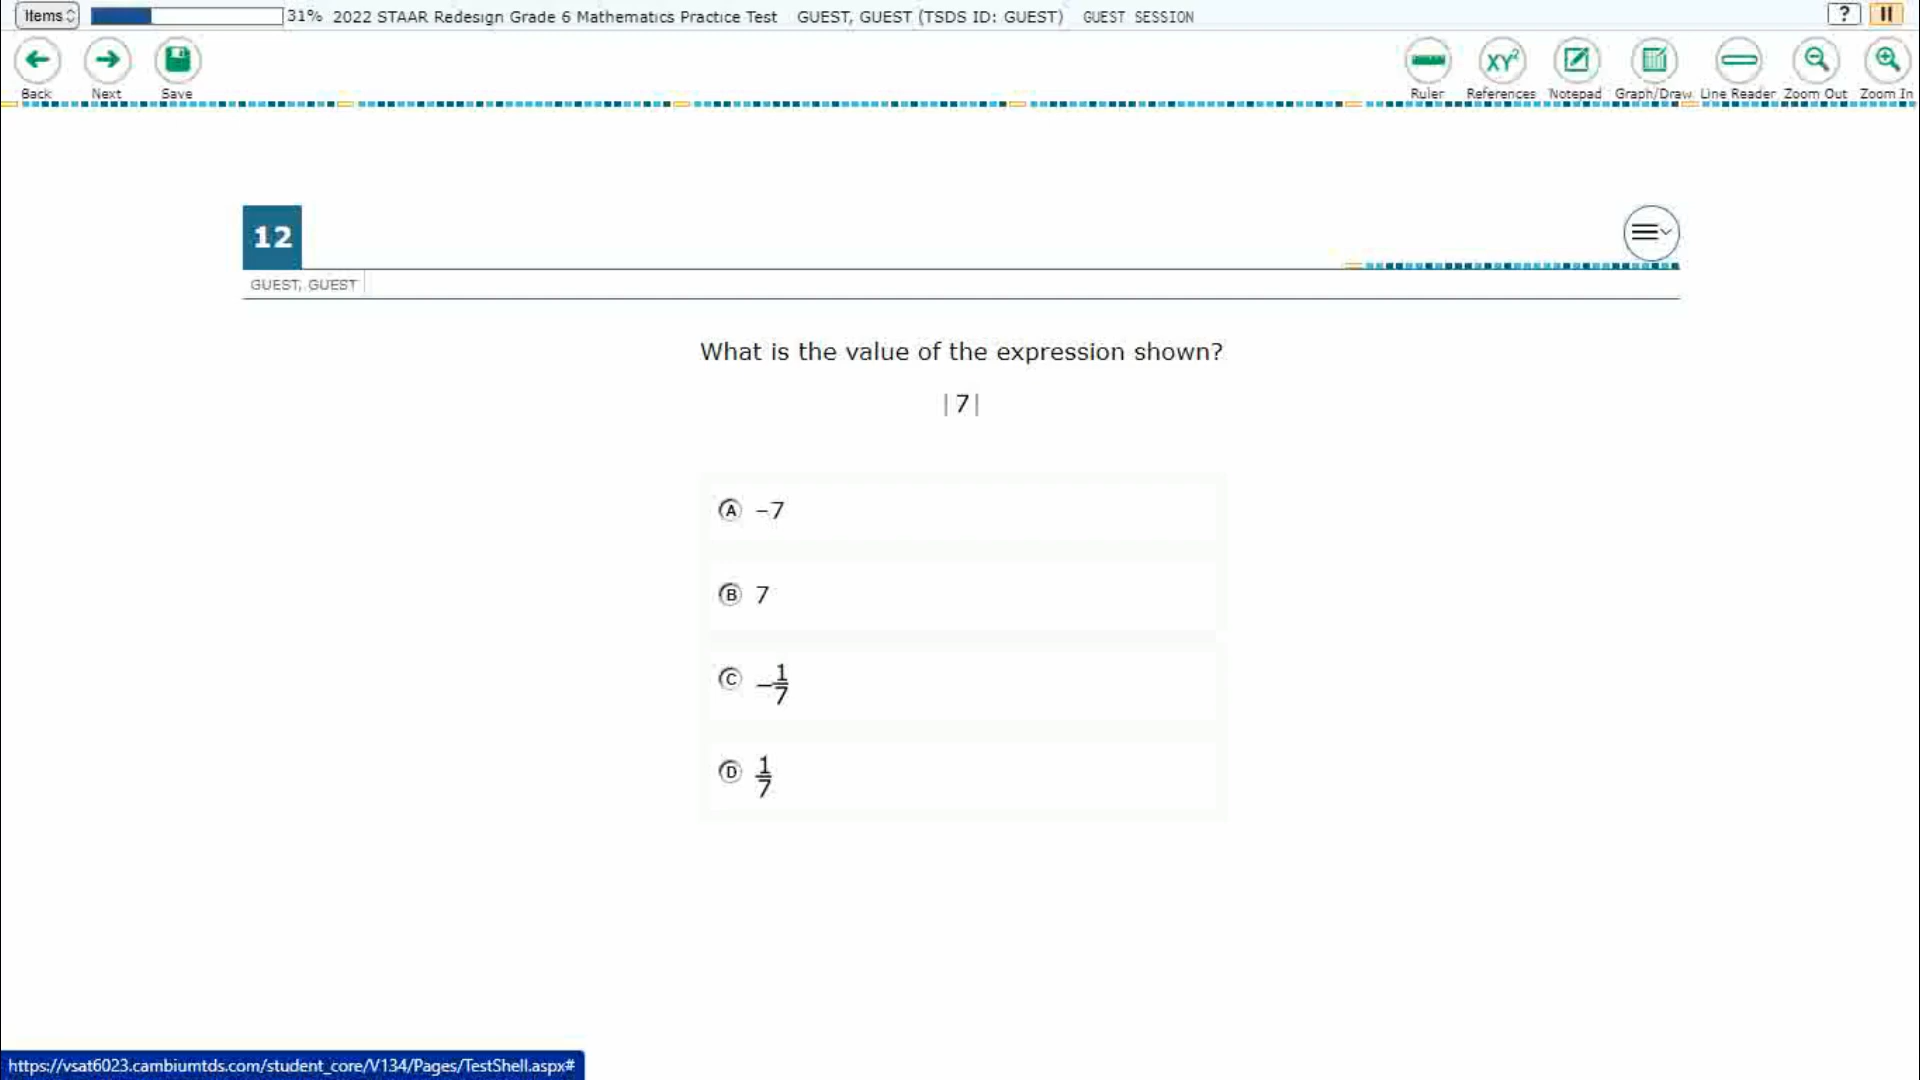 Items 31% 2022 STAAR Redesign Grade 6 Mathematics Practice Test GUEST, GUEST (TSDS ID: GUEST) GUEST SESSION ?
Back Next Save Ruler XY² References Notepad Graph/Draw Line Reader Zoom Out Zoom In
12
GUEST, GUEST
What is the value of the expression shown?
|7|
A −7
B 7
C −1/7
D 1/7
https://vsat6023.cambiumtds.com/student_core/V134/Pages/TestShell.aspx#